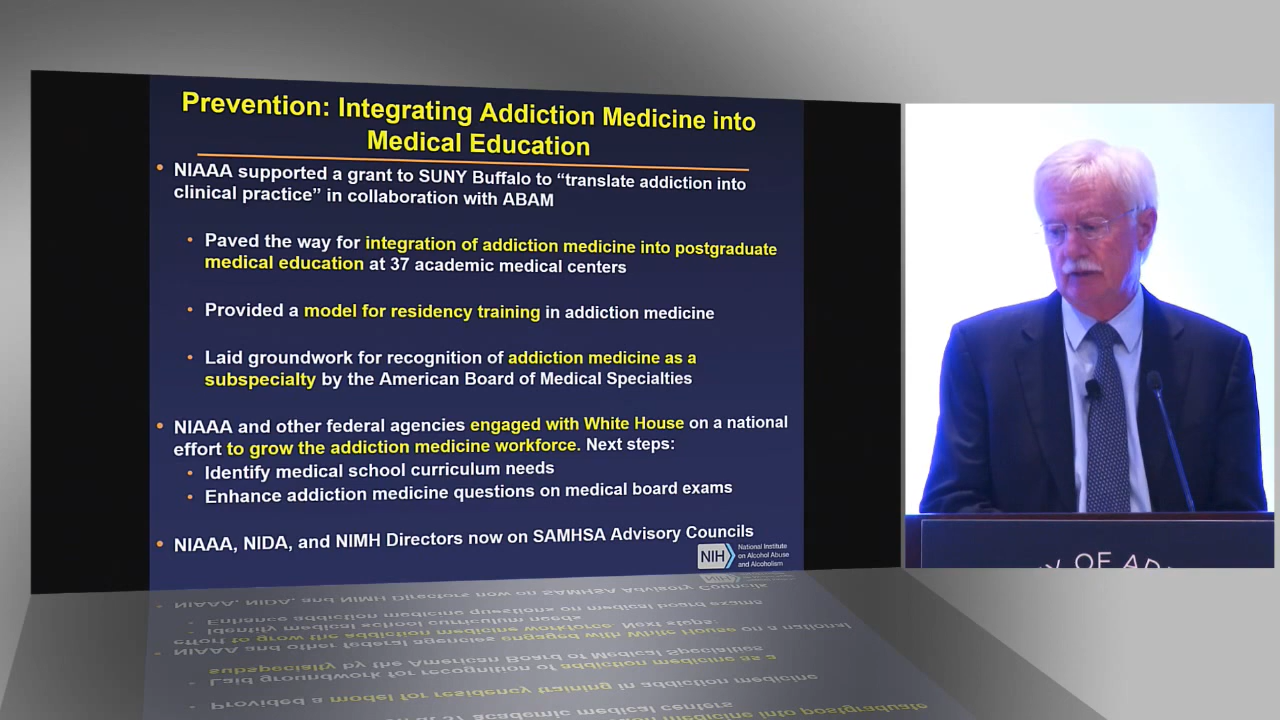 Prevention: Integrating Addiction Medicine into
Medical Education
• NIAAA supported a grant to SUNY Buffalo to “translate addiction into
clinical practice” in collaboration with ABAM
• Paved the way for integration of addiction medicine into postgraduate
medical education at 37 academic medical centers
• Provided a model for residency training in addiction medicine
• Laid groundwork for recognition of addiction medicine as a
subspecialty by the American Board of Medical Specialties
• NIAAA and other federal agencies engaged with White House on a national
effort to grow the addiction medicine workforce. Next steps:
• Identify medical school curriculum needs
• Enhance addiction medicine questions on medical board exams
• NIAAA, NIDA, and NIMH Directors now on SAMHSA Advisory Councils
NIH
National Institute
on Alcohol Abuse
and Alcoholism
OF